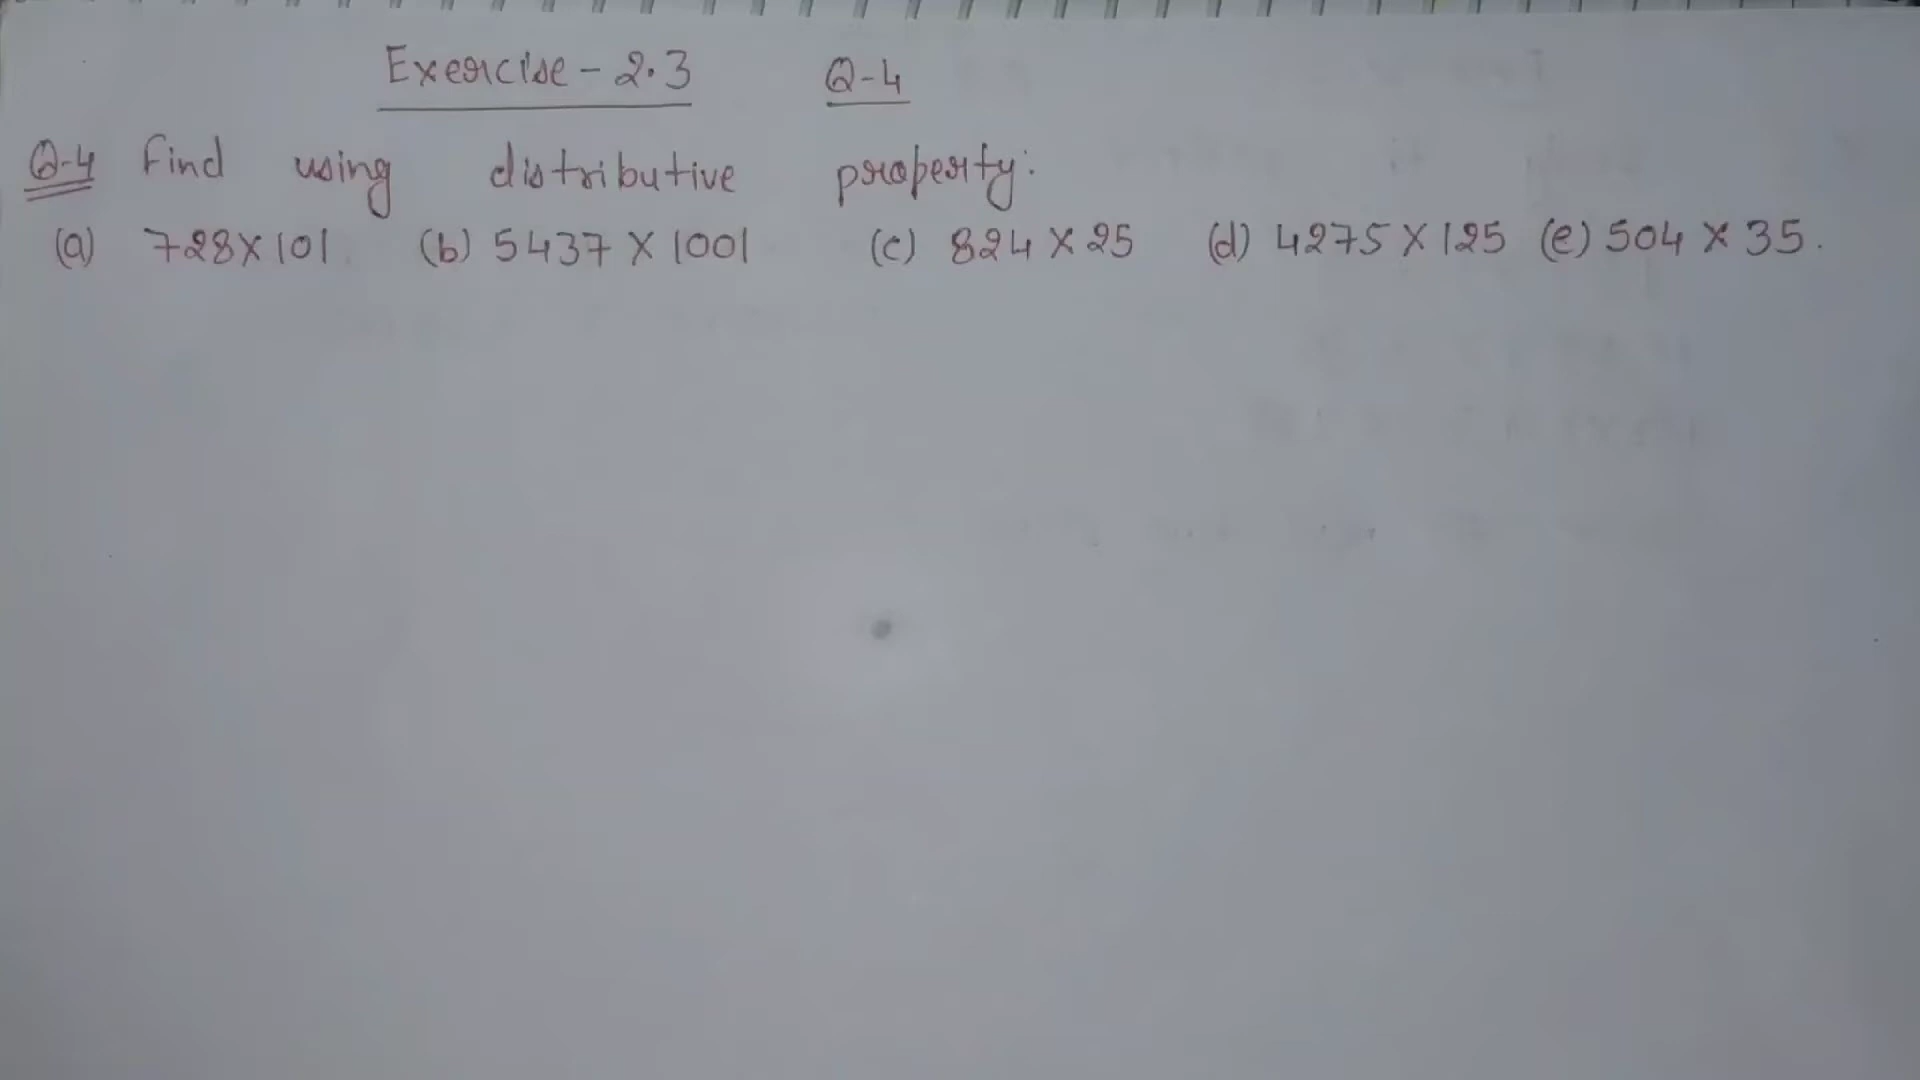 Exercise - 2.3 Q-4
Q-4 Find using distributive property:
(a) 728 X 101 (b) 5437 X 1001 (c) 824 X 25 (d) 4275 X 125 (e) 504 X 35.